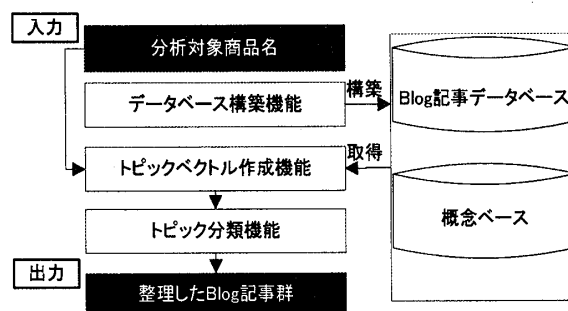 入力
分析対象商品名
データベース構築機能
構築
Blog記事データベース
トピックベクトル作成機能
取得
トピック分類機能
概念ベース
出力
整理したBlog記事群